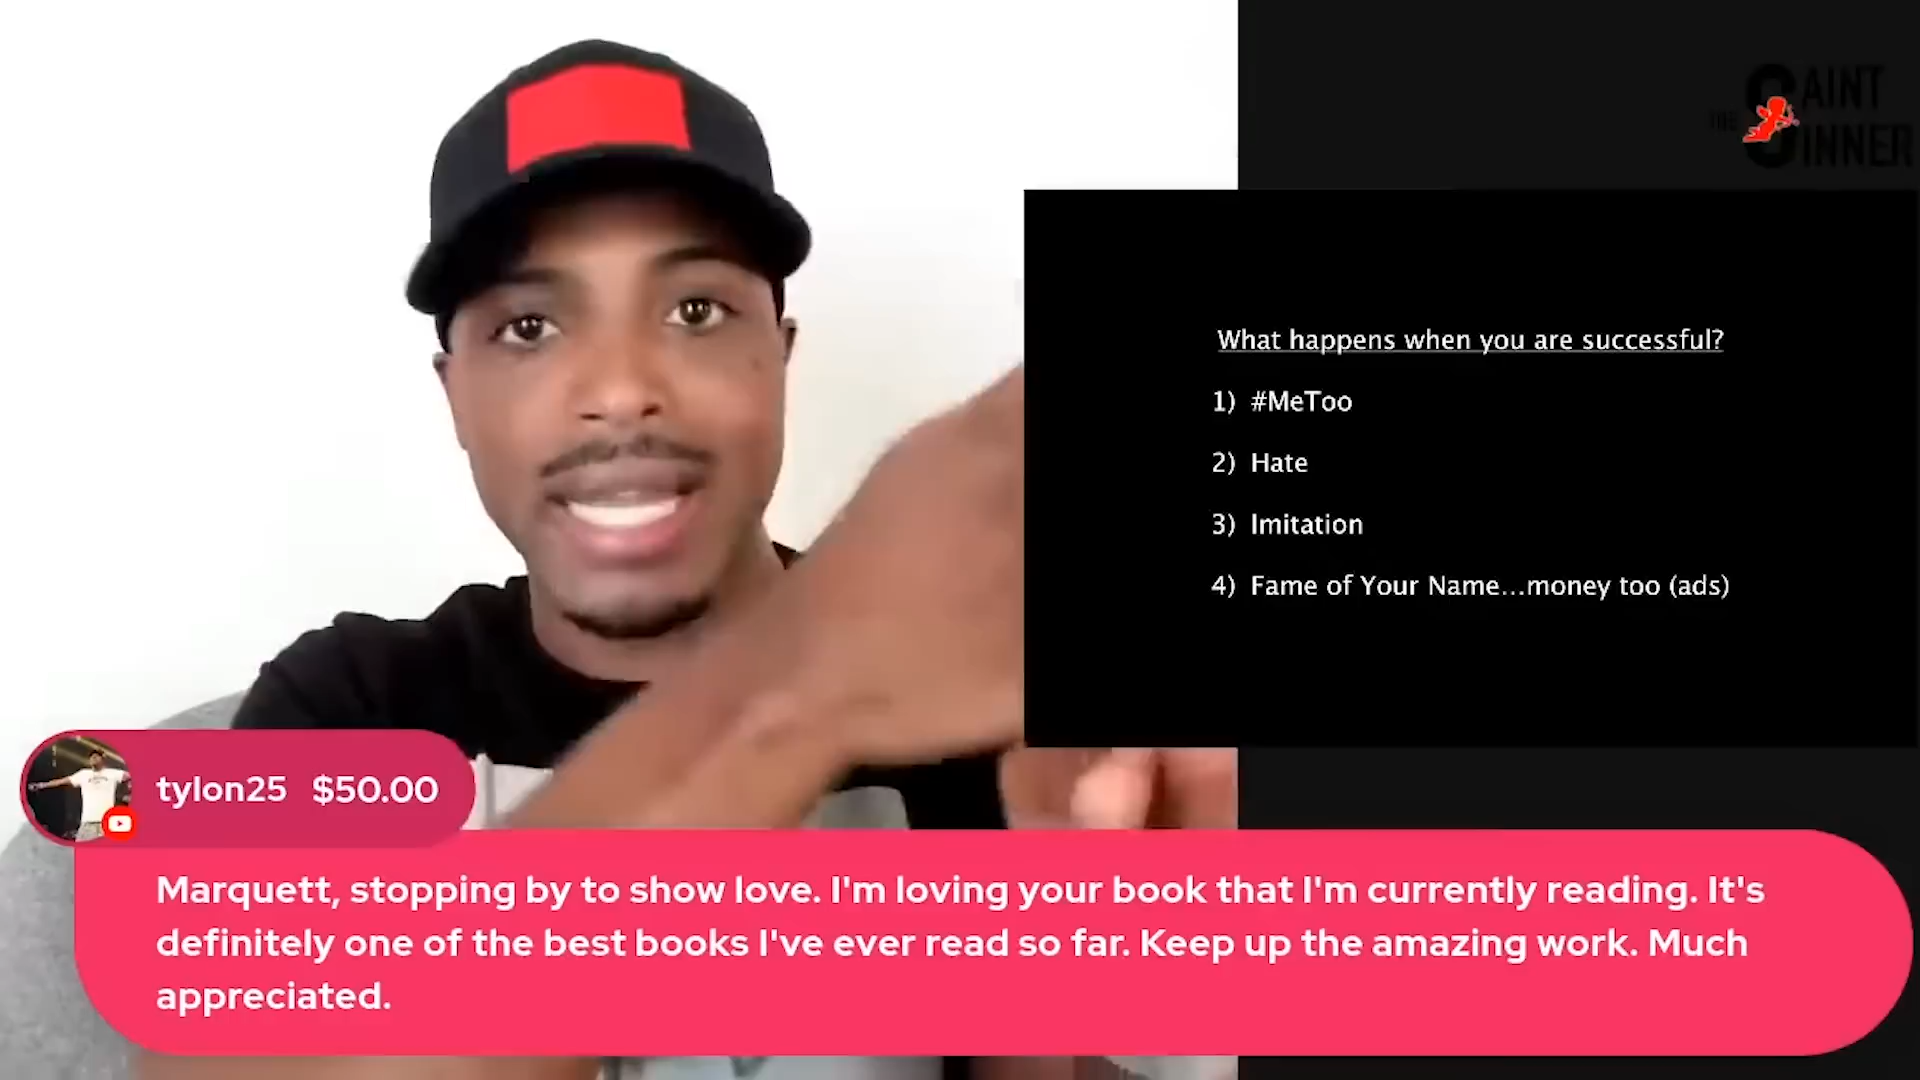 THE SAINT
SINNER
What happens when you are successful?
1) #MeToo
2) Hate
3) Imitation
4) Fame of Your Name...money too (ads)
tylon25 $50.00
Marquett, stopping by to show love. I'm loving your book that I'm currently reading. It's
definitely one of the best books I've ever read so far. Keep up the amazing work. Much
appreciated.